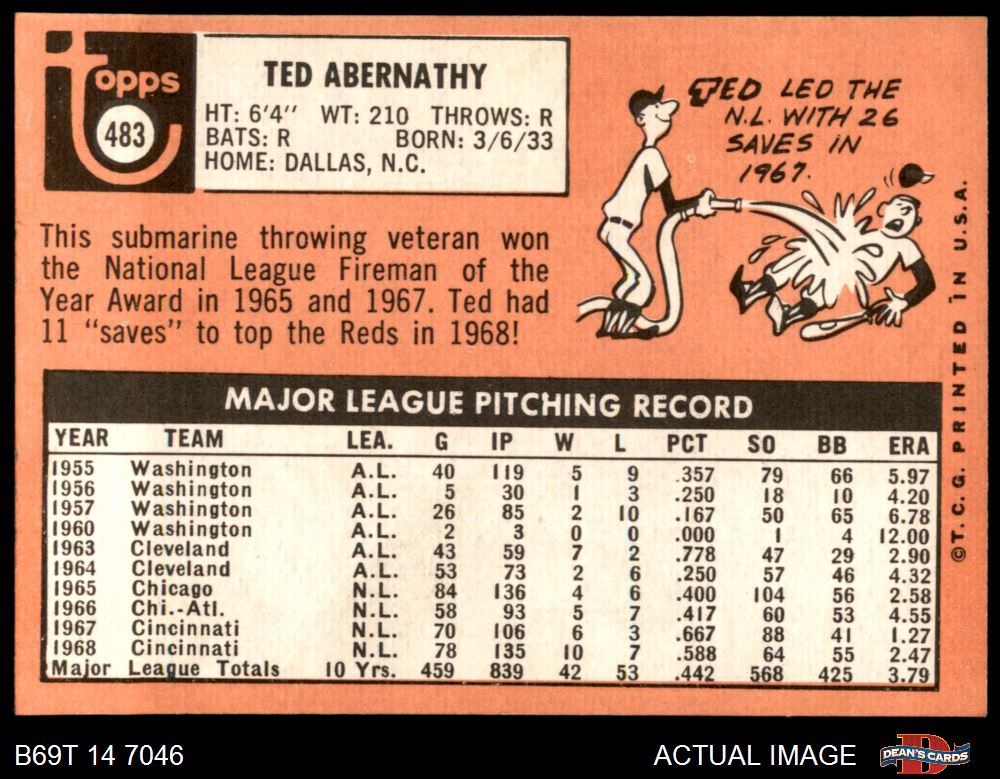 topps
483
TED ABERNATHY
HT: 6'4" WT: 210 THROWS: R
BATS: R BORN: 3/6/33
HOME: DALLAS, N.C.
TED LED THE
N.L. WITH 26
SAVES IN
1967.
This submarine throwing veteran won
the National League Fireman of the
Year Award in 1965 and 1967. Ted had
11 "saves" to top the Reds in 1968!
MAJOR LEAGUE PITCHING RECORD
YEAR TEAM LEA. G IP W L PCT SO BB ERA
1955 Washington A.L. 40 119 5 9 .357 79 66 5.97
1956 Washington A.L. 5 30 1 3 .250 18 10 4.20
1957 Washington A.L. 26 85 2 10 .167 50 65 6.78
1960 Washington A.L. 2 3 0 0 .000 1 4 12.00
1963 Cleveland A.L. 43 59 7 2 .778 47 29 2.90
1964 Cleveland A.L. 53 73 2 6 .250 57 46 4.32
1965 Chicago N.L. 84 136 4 6 .400 104 56 2.58
1966 Chi.-Atl. N.L. 58 93 5 7 .417 60 53 4.55
1967 Cincinnati N.L. 70 106 6 3 .667 88 41 1.27
1968 Cincinnati N.L. 78 135 10 7 .588 64 55 2.47
Major League Totals 10 Yrs. 459 839 42 53 .442 568 425 3.79
©T.C.G. PRINTED IN U.S.A.
B69T 14 7046 ACTUAL IMAGE
DEAN'S CARDS